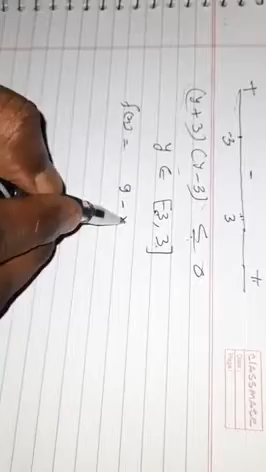 CLASSMATE
Date :
Page :
+ -3 - 3 +
(y+3) (y-3) ≤ 0
y ∈ [-3, 3]
f(x) = 9 - x